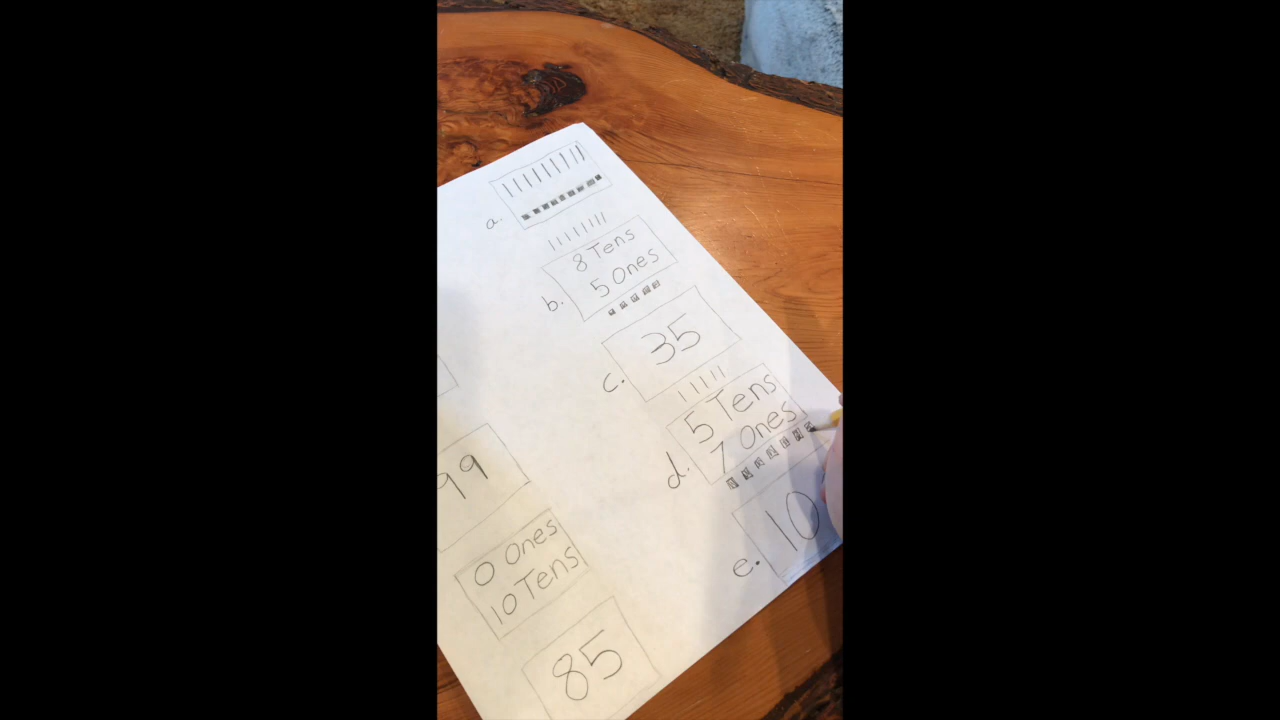 a.
b.
8 Tens
5 Ones
c.
35
d.
5 Tens
7 Ones
e.
10
99
0 Ones
10 Tens
85